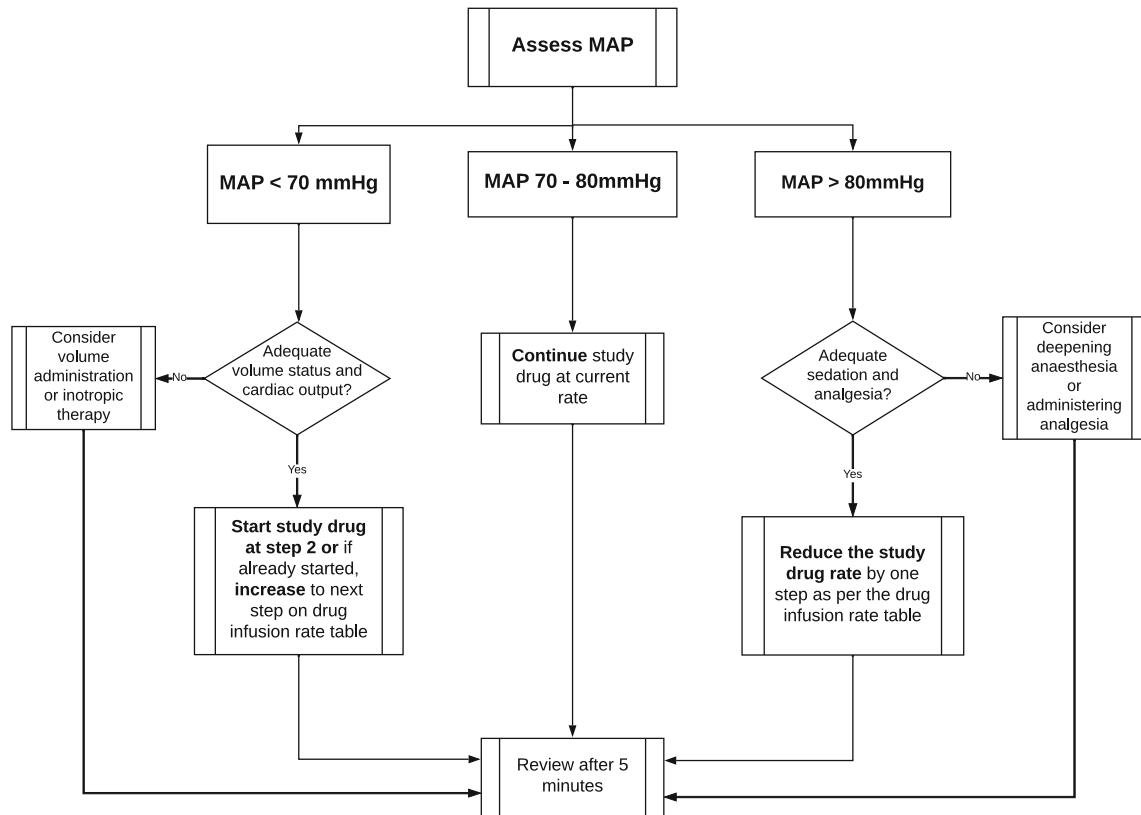 Assess MAP
MAP < 70 mmHg
MAP 70 - 80mmHg
MAP > 80mmHg
Consider
volume
administration
or inotropic
therapy
No
Adequate
volume status and
cardiac output?
Continue study
drug at current
rate
Adequate
sedation and
analgesia?
No
Consider
deepening
anaesthesia
or
administering
analgesia
Yes
Yes
Start study drug
at step 2 or if
already started,
increase to next
step on drug
infusion rate table
Reduce the study
drug rate by one
step as per the drug
infusion rate table
Review after 5
minutes